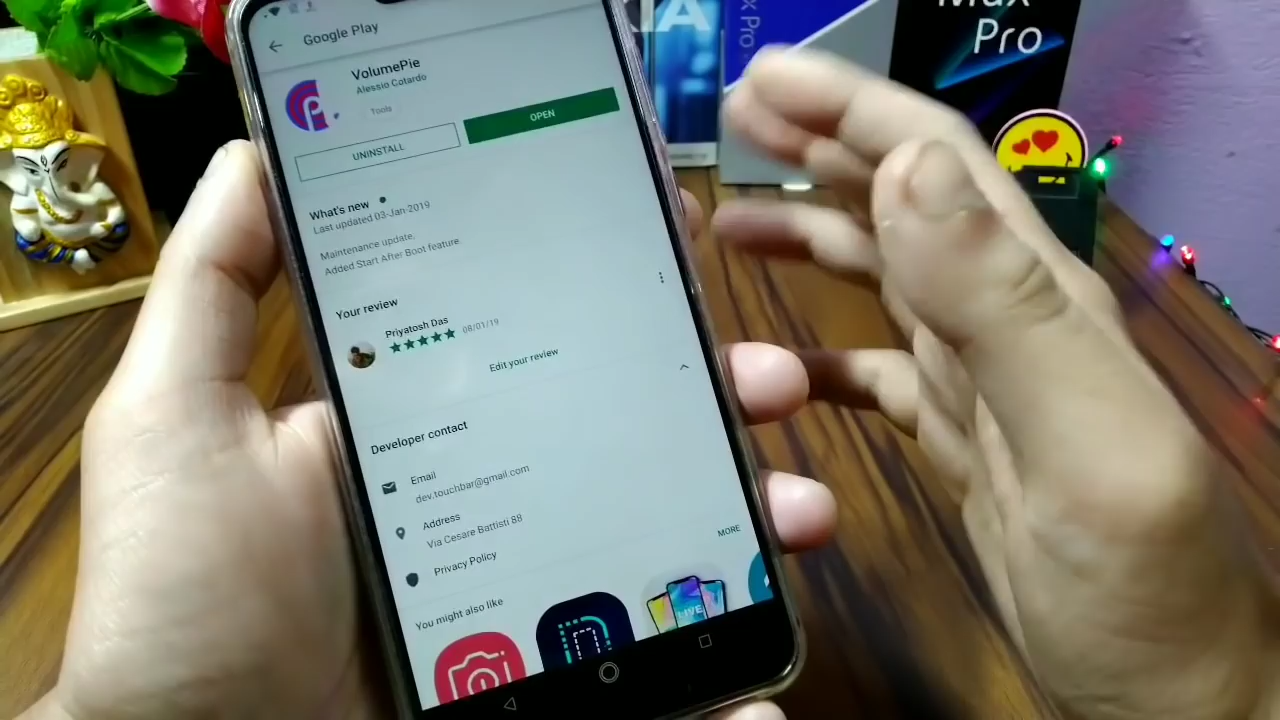 Google Play
VolumePie
Alessio Cotardo
Tools
UNINSTALL
OPEN
What's new
Last updated 03-Jan-2019
Maintenance update.
Added Start After Boot feature.
Your review
Priyatosh Das
08/01/19
Edit your review
Developer contact
Email
dev.touchbar@gmail.com
Address
Via Cesare Battisti 88
Privacy Policy
You might also like
MORE
LIVE
x Pro
Max
Pro